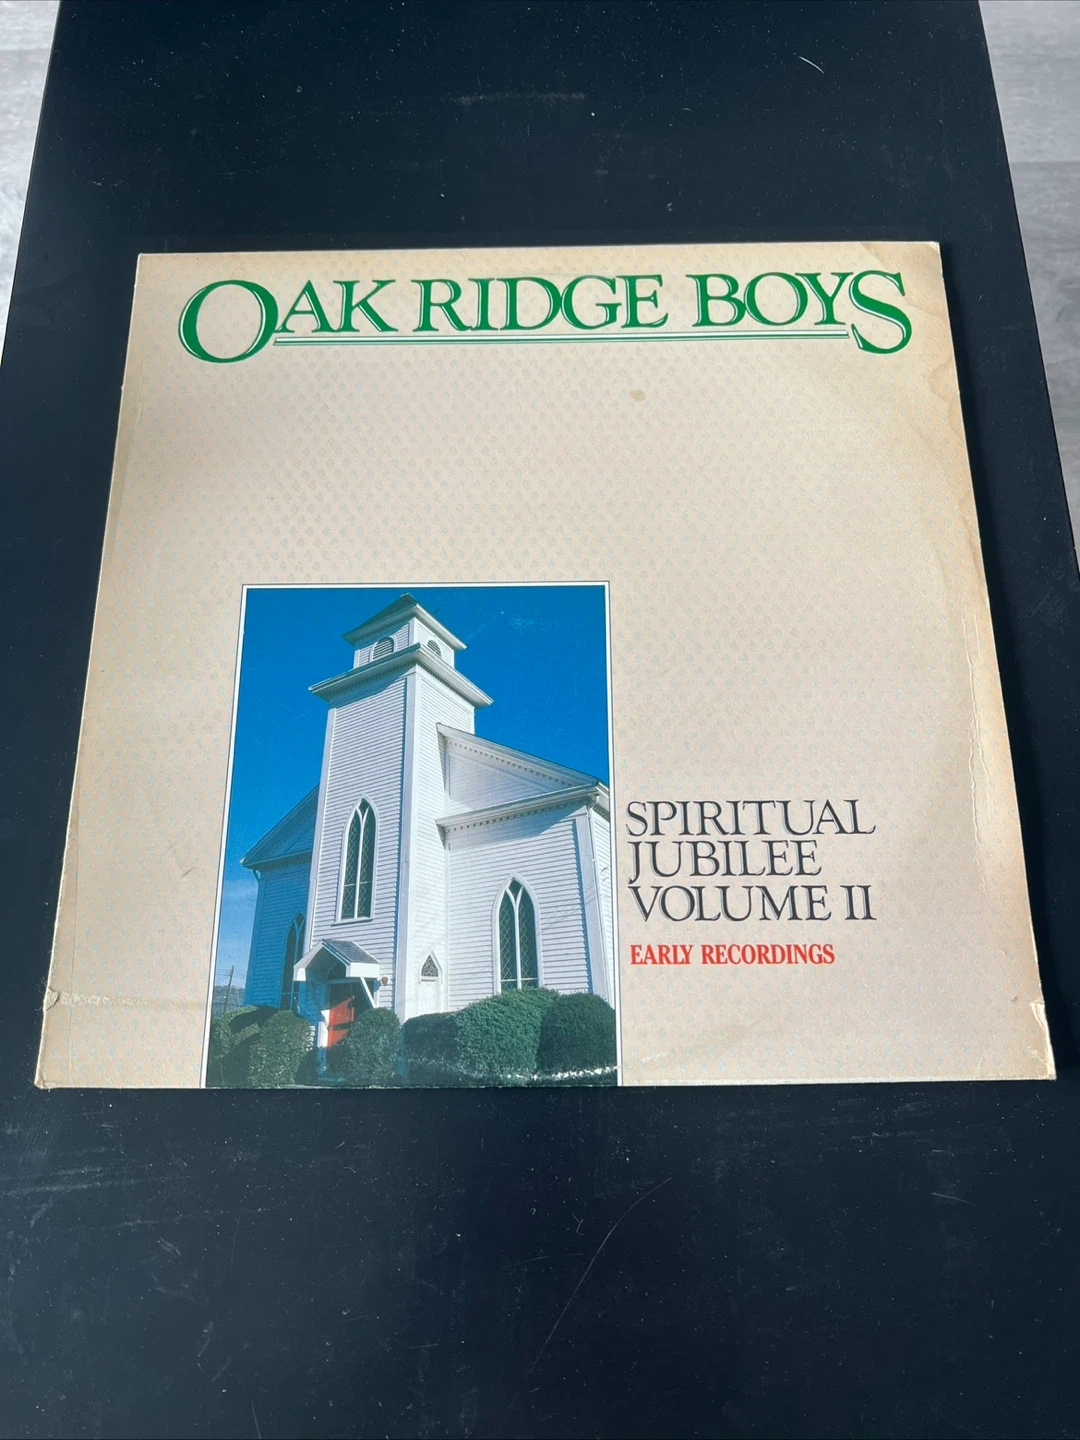 OAK RIDGE BOYS
SPIRITUAL
JUBILEE
VOLUME II
EARLY RECORDINGS